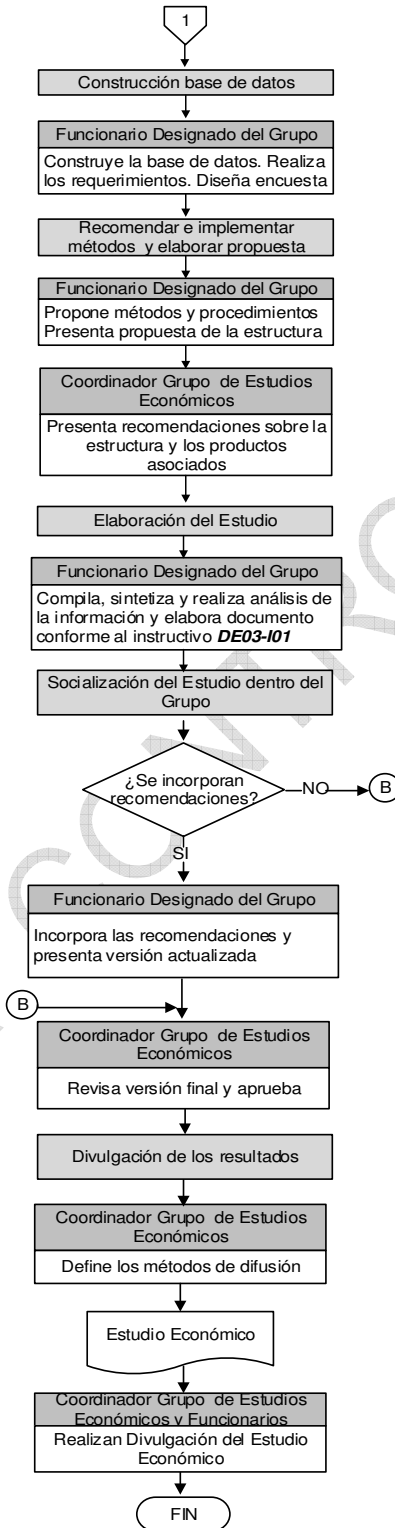 1
Construcción base de datos
Funcionario Designado del Grupo
Construye la base de datos. Realiza
los requerimientos. Diseña encuesta
Recomendar e implementar
métodos y elaborar propuesta
Funcionario Designado del Grupo
Propone métodos y procedimientos
Presenta propuesta de la estructura
Coordinador Grupo de Estudios
Económicos
Presenta recomendaciones sobre la
estructura y los productos
asociados
Elaboración del Estudio
Funcionario Designado del Grupo
Compila, sintetiza y realiza análisis de
la información y elabora documento
conforme al instructivo DE03-I01
Socialización del Estudio dentro del
Grupo
¿Se incorporan
recomendaciones?
NO
B
SI
Funcionario Designado del Grupo
Incorpora las recomendaciones y
presenta versión actualizada
B
Coordinador Grupo de Estudios
Económicos
Revisa versión final y aprueba
Divulgación de los resultados
Coordinador Grupo de Estudios
Económicos
Define los métodos de difusión
Estudio Económico
Coordinador Grupo de Estudios
Económicos y Funcionarios
Realizan Divulgación del Estudio
Económico
FIN